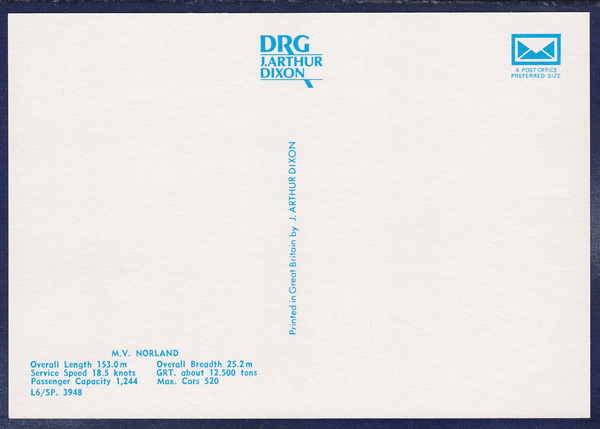 DRG
J.ARTHUR
DIXON
A POST OFFICE
PREFERRED SIZE
Printed in Great Britain by J. ARTHUR DIXON
M.V. NORLAND
Overall Length 153.0m Overall Breadth 25.2m
Service Speed 18.5 knots GRT. about 12.500 tons
Passenger Capacity 1,244 Max. Cars 520
L6/SP. 3948